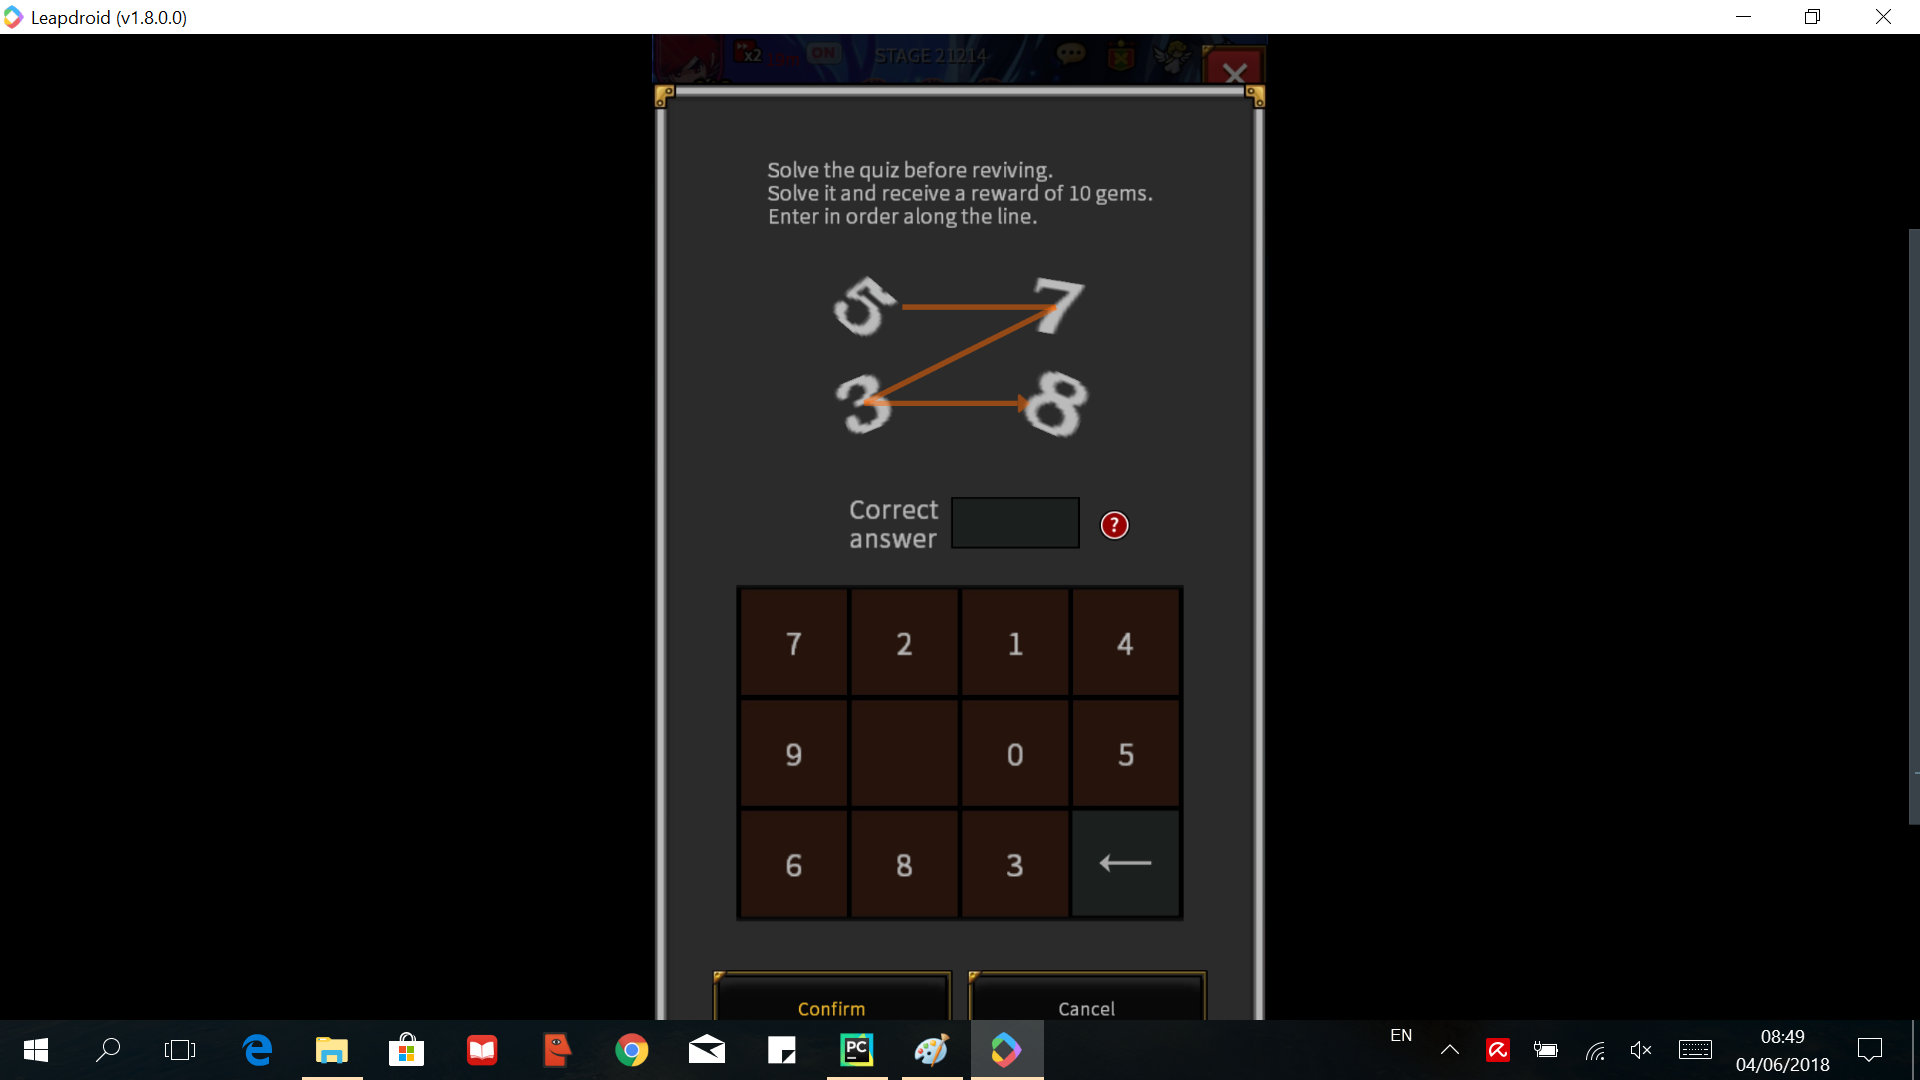 Leapdroid (v1.8.0.0)
x2 ON STAGE 21214
Solve the quiz before reviving.
Solve it and receive a reward of 10 gems.
Enter in order along the line.
5 7
3 8
Correct
answer
?
7 2 1 4
9 0 5
6 8 3
Confirm Cancel
PC
EN
08:49
04/06/2018